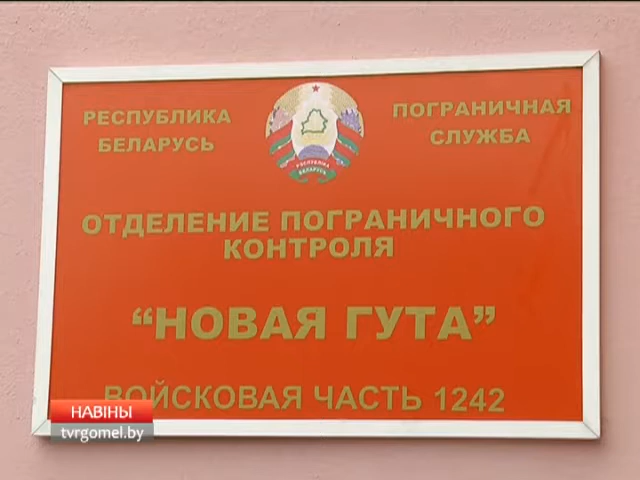 РЕСПУБЛИКА
БЕЛАРУСЬ
ПОГРАНИЧНАЯ
СЛУЖБА
РЕСПУБЛИКА
БЕЛАРУСЬ
ОТДЕЛЕНИЕ ПОГРАНИЧНОГО
КОНТРОЛЯ
“НОВАЯ ГУТА”
ВОЙСКОВАЯ ЧАСТЬ 1242
НАВІНЫ
tvrgomel.by